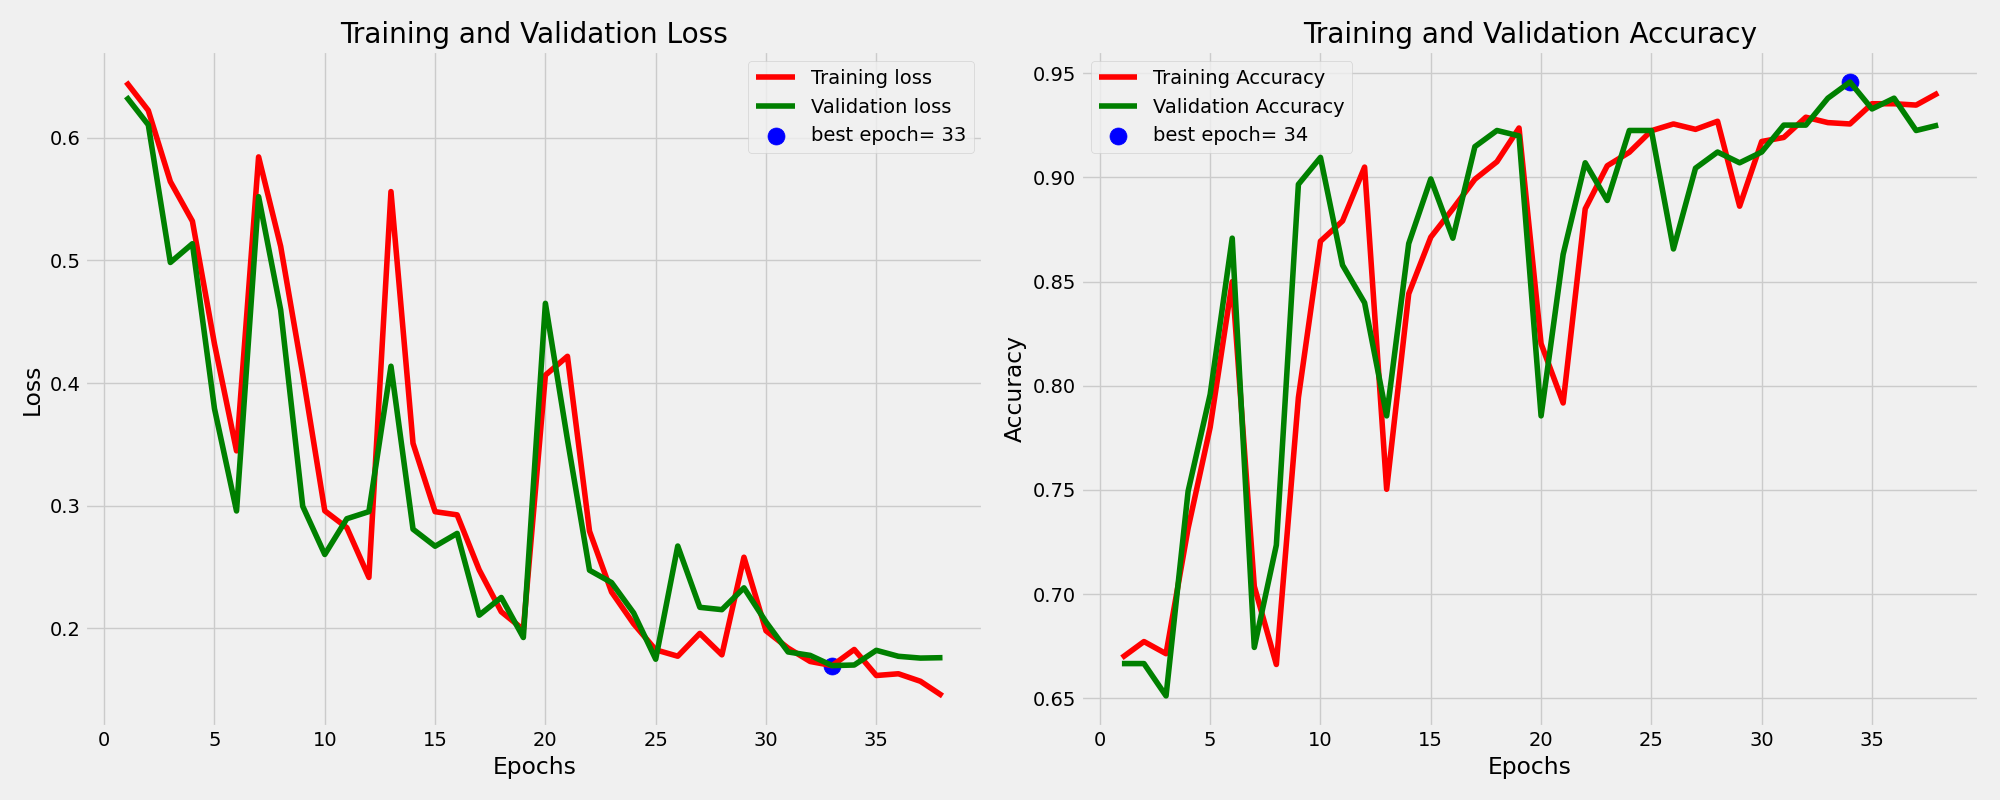 Training and Validation Loss
Training loss
Validation loss
best epoch= 33
0.6
0.5
0.4
0.3
0.2
Loss
0 5 10 15 20 25 30 35
Epochs
Training and Validation Accuracy
Training Accuracy
Validation Accuracy
best epoch= 34
0.95
0.90
0.85
0.80
0.75
0.70
0.65
Accuracy
0 5 10 15 20 25 30 35
Epochs